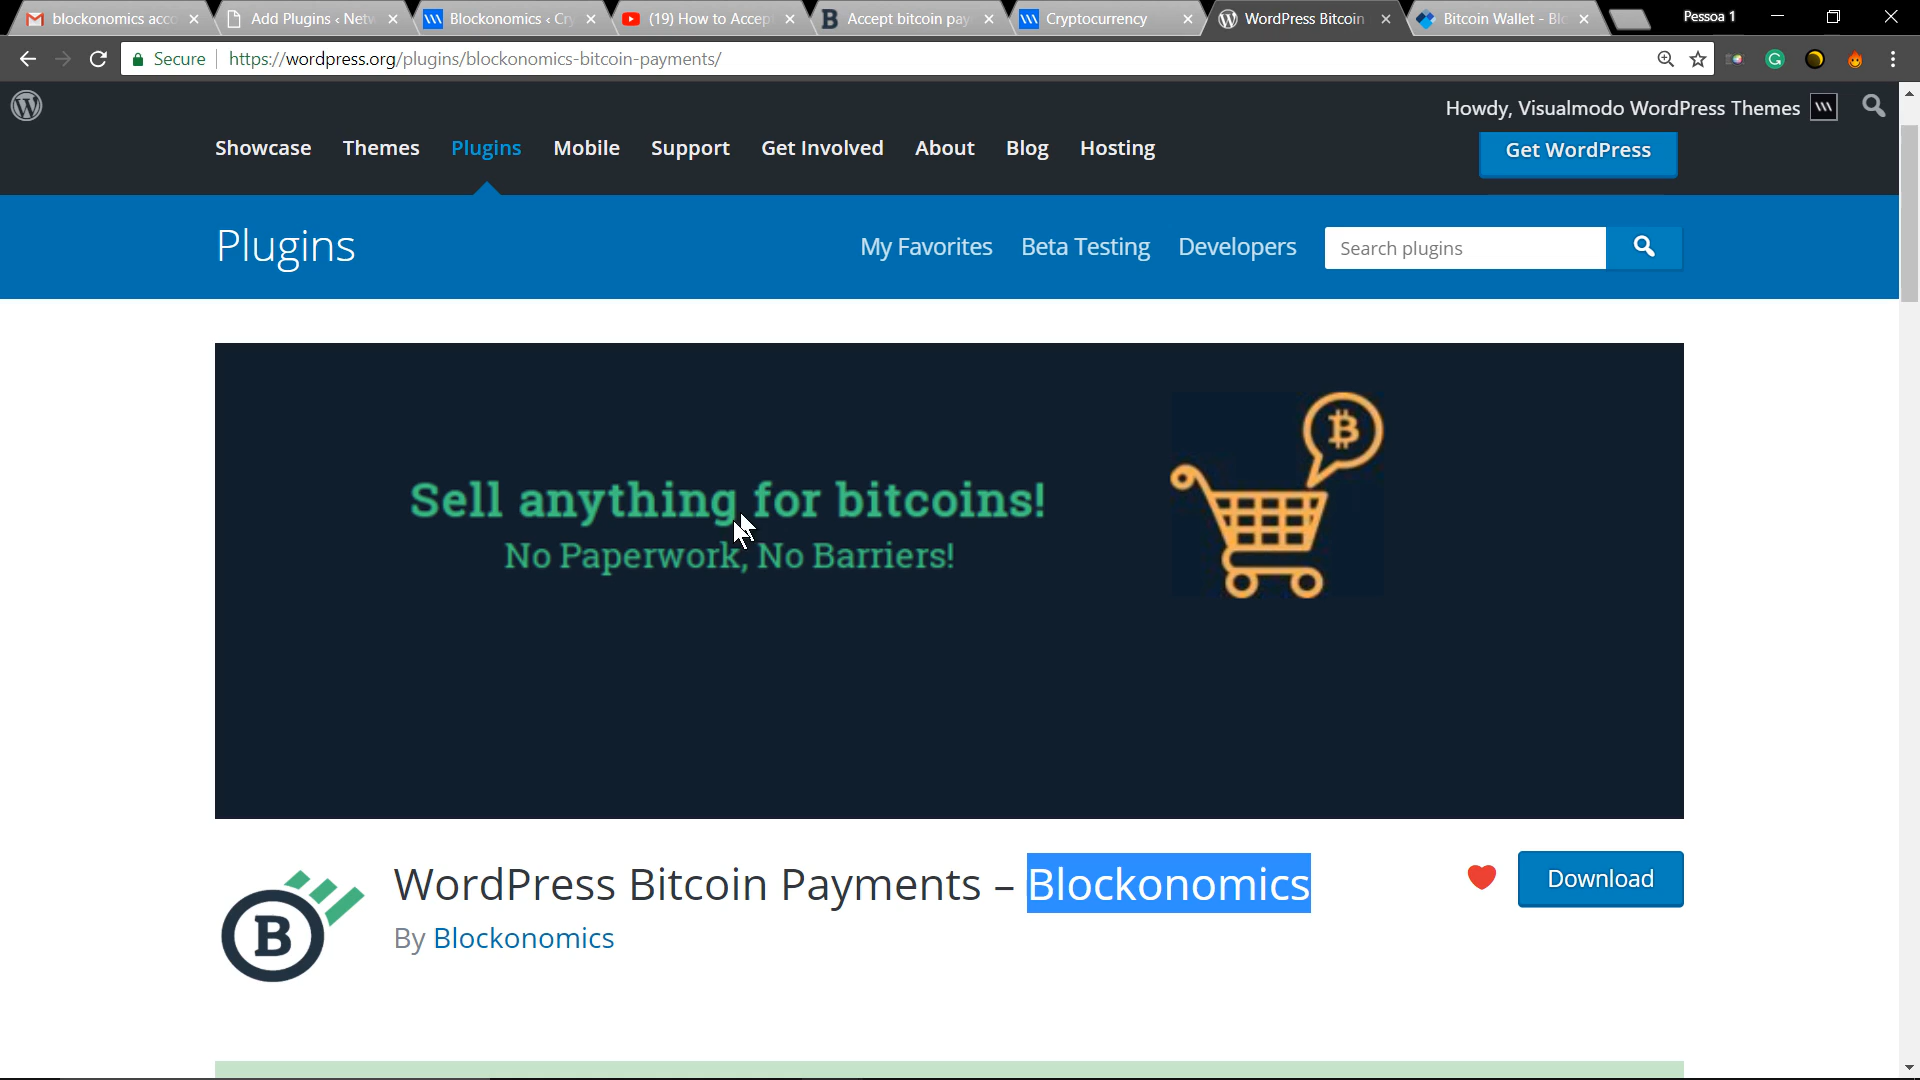 blockonomics acco
Add Plugins ‹ Netw
Blockonomics ‹ Cr
(19) How to Accept
Accept bitcoin pay
Cryptocurrency
WordPress Bitcoin
Bitcoin Wallet - Blo
Pessoa 1
Secure
https://wordpress.org/plugins/blockonomics-bitcoin-payments/
Howdy, Visualmodo WordPress Themes
Showcase Themes Plugins Mobile Support Get Involved About Blog Hosting
Get WordPress
Plugins
My Favorites Beta Testing Developers
Search plugins
Sell anything for bitcoins!
No Paperwork, No Barriers!
WordPress Bitcoin Payments – Blockonomics
Download
By Blockonomics